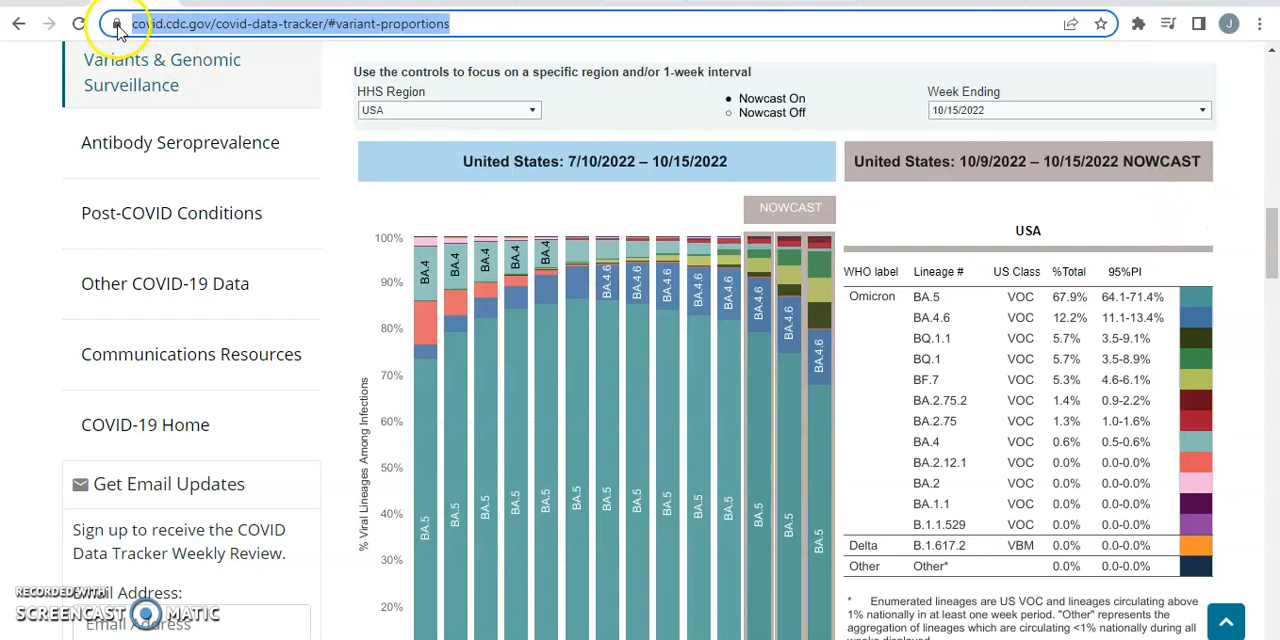 covid.cdc.gov/covid-data-tracker/#variant-proportions
J
Variants & Genomic
Surveillance
Antibody Seroprevalence
Post-COVID Conditions
Other COVID-19 Data
Communications Resources
COVID-19 Home
Get Email Updates
Sign up to receive the COVID
Data Tracker Weekly Review.
Email Address:
Email Address
RECORDED WITH
SCREENCAST MATIC
Use the controls to focus on a specific region and/or 1-week interval
HHS Region
USA
Nowcast On
Nowcast Off
Week Ending
10/15/2022
United States: 7/10/2022 – 10/15/2022
NOWCAST
% Viral Lineages Among Infections
100%
90%
80%
70%
60%
50%
40%
30%
20%
BA.4
BA.4
BA.4
BA.4
BA.4
BA.4.6
BA.4.6
BA.4.6
BA.4.6
BA.4.6
BA.4.6
BA.4.6
BA.4.6
BA.5
BA.5
BA.5
BA.5
BA.5
BA.5
BA.5
BA.5
BA.5
BA.5
BA.5
BA.5
BA.5
BA.5
United States: 10/9/2022 – 10/15/2022 NOWCAST
USA
WHO label Lineage # US Class %Total 95%PI
Omicron BA.5 VOC 67.9% 64.1-71.4%
BA.4.6 VOC 12.2% 11.1-13.4%
BQ.1.1 VOC 5.7% 3.5-9.1%
BQ.1 VOC 5.7% 3.5-8.9%
BF.7 VOC 5.3% 4.6-6.1%
BA.2.75.2 VOC 1.4% 0.9-2.2%
BA.2.75 VOC 1.3% 1.0-1.6%
BA.4 VOC 0.6% 0.5-0.6%
BA.2.12.1 VOC 0.0% 0.0-0.0%
BA.2 VOC 0.0% 0.0-0.0%
BA.1.1 VOC 0.0% 0.0-0.0%
B.1.1.529 VOC 0.0% 0.0-0.0%
Delta B.1.617.2 VBM 0.0% 0.0-0.0%
Other Other* 0.0% 0.0-0.0%
* Enumerated lineages are US VOC and lineages circulating above
1% nationally in at least one week period. "Other" represents the
aggregation of lineages which are circulating <1% nationally during all
weeks displayed.